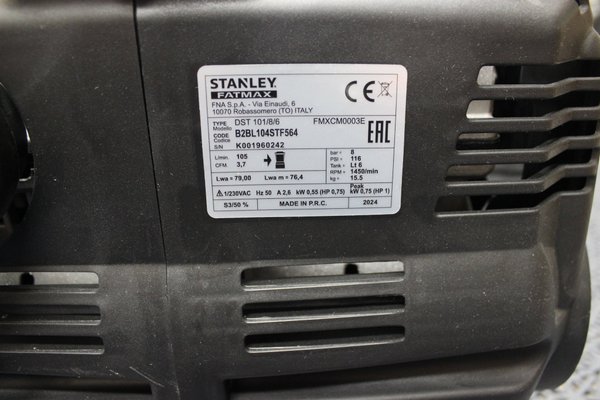 STANLEY
FATMAX
CE
FNA S.p.A. - Via Einaudi, 6
10070 Robassomero (TO) ITALY
TYPE Modello DST 101/8/6 FMXCM0003E
CODE Codice B2BL104STF564
S/N K001960242
EAC
L/min. 105
CFM. 3,7
bar = 8
PSI = 116
Tank = Lt 6
RPM = 1450/min
kg = 15.5
Lwa = 79,00 Lwa m = 76,4
1/230VAC Hz 50 A 2,6 kW 0,55 (HP 0,75) Peak kW 0,75 (HP 1)
S3/50 % MADE IN P.R.C. 2024